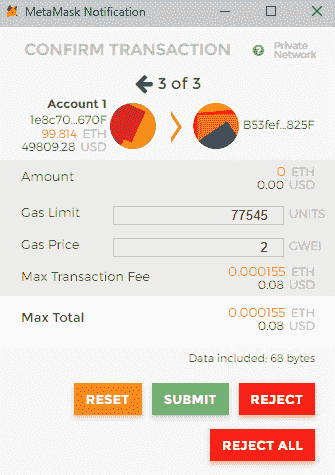 MetaMask Notification
CONFIRM TRANSACTION
Private
Network
3 of 3
Account 1
1e8c70...670F
99.814 ETH
49809.28 USD
B53fef...825F
Amount
0 ETH
0.00 USD
Gas Limit
77545 UNITS
Gas Price
2 GWEI
Max Transaction Fee
0.000155 ETH
0.08 USD
Max Total
0.000155 ETH
0.08 USD
Data included: 68 bytes
RESET
SUBMIT
REJECT
REJECT ALL